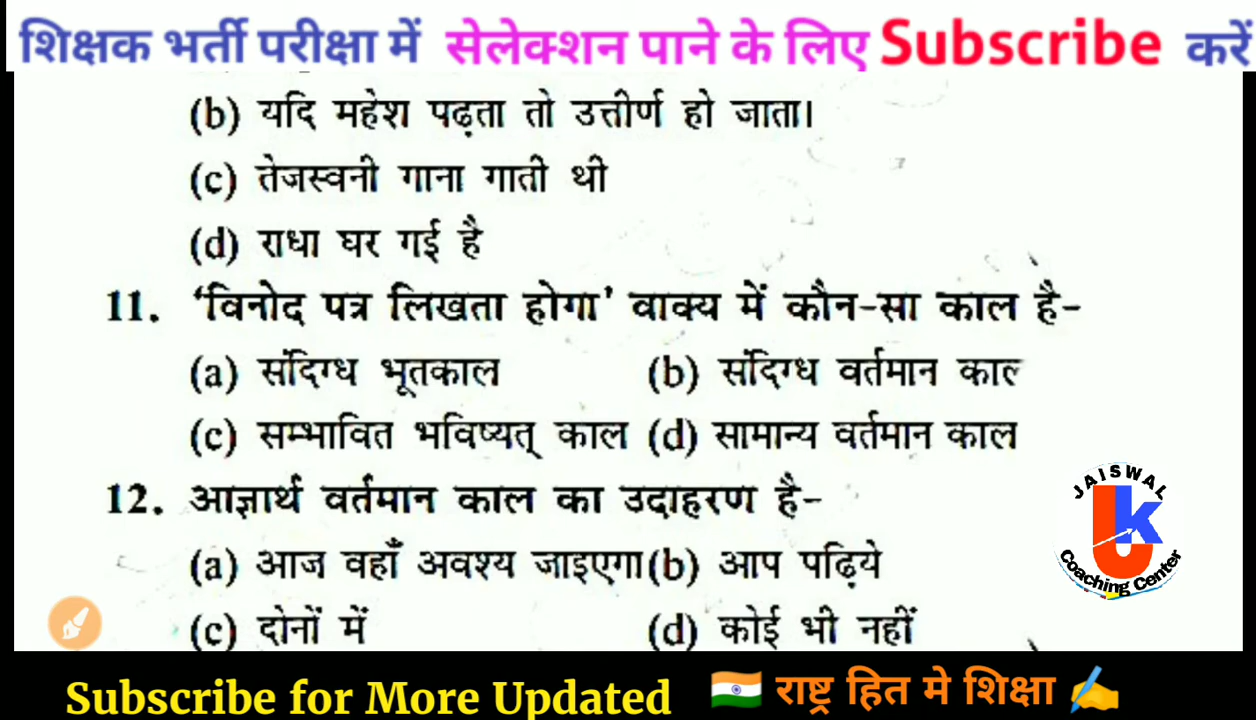 शिक्षक भर्ती परीक्षा में सेलेक्शन पाने के लिए Subscribe करें
(b) यदि महेश पढ़ता तो उत्तीर्ण हो जाता।
(c) तेजस्वनी गाना गाती थी
(d) राधा घर गई है
11. ‘विनोद पत्र लिखता होगा’ वाक्य में कौन-सा काल है-
(a) संदिग्ध भूतकाल (b) संदिग्ध वर्तमान काल
(c) सम्भावित भविष्यत् काल (d) सामान्य वर्तमान काल
12. आज्ञार्थ वर्तमान काल का उदाहरण है-
(a) आज वहाँ अवश्य जाइएगा (b) आप पढ़िये
(c) दोनों में (d) कोई भी नहीं
JAISWAL
JK
Coaching Center
Subscribe for More Updated राष्ट्र हित मे शिक्षा